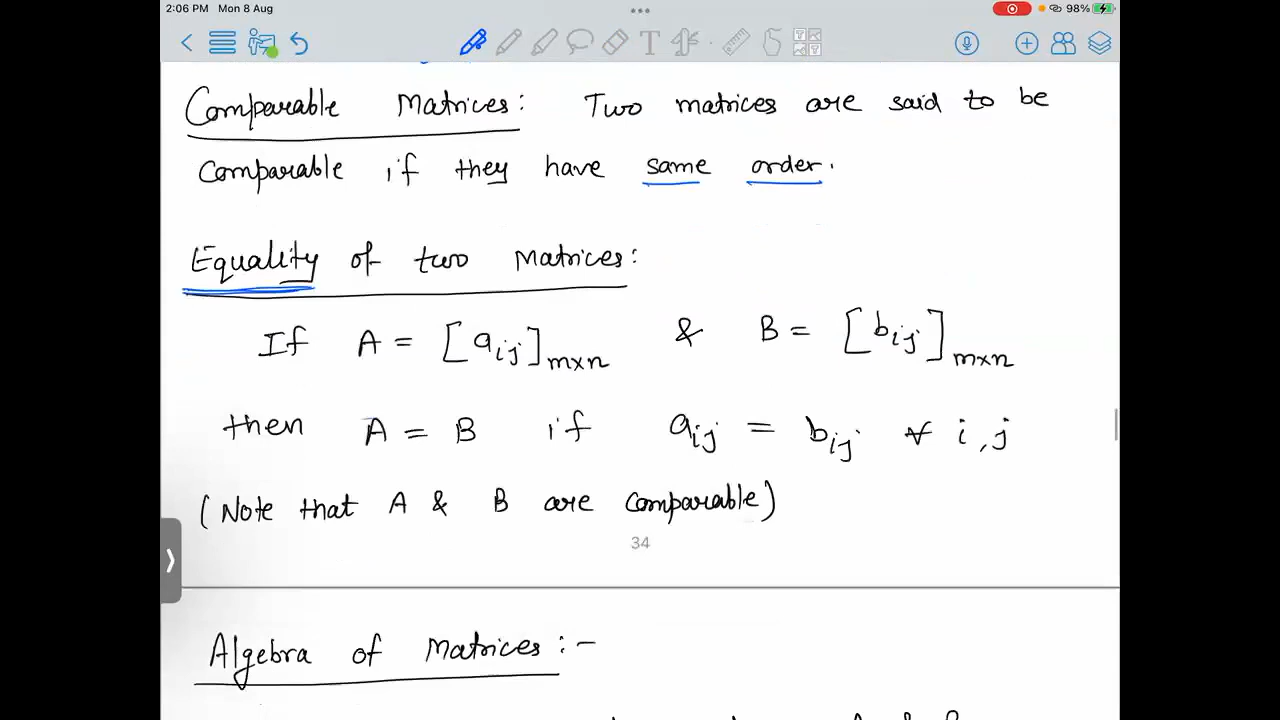 2:06 PM Mon 8 Aug
98%
T
Comparable Matrices: Two matrices are said to be
comparable if they have same order.
Equality of two Matrices:
If A = [aij]m×n & B = [bij]m×n
then A = B if aij = bij ∀ i, j
(Note that A & B are comparable)
34
Algebra of Matrices :-
A & B